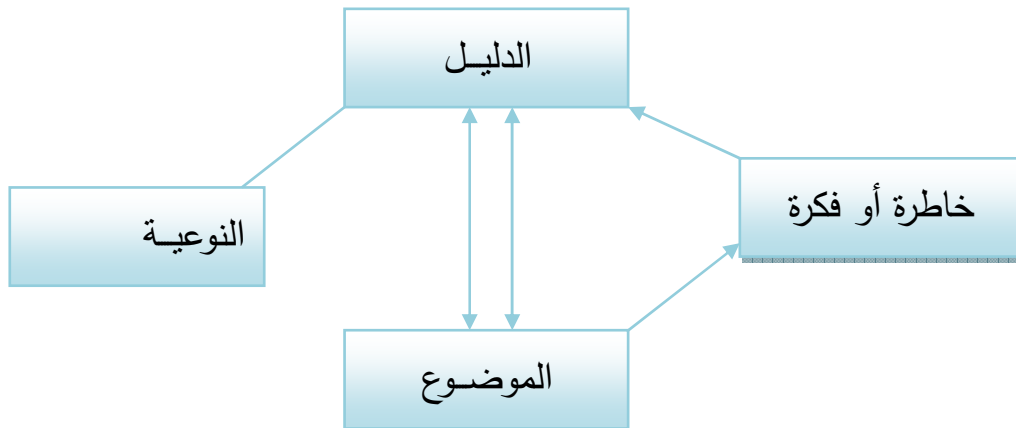 الدليـل
خاطرة أو فكرة
النوعيـة
الموضـوع